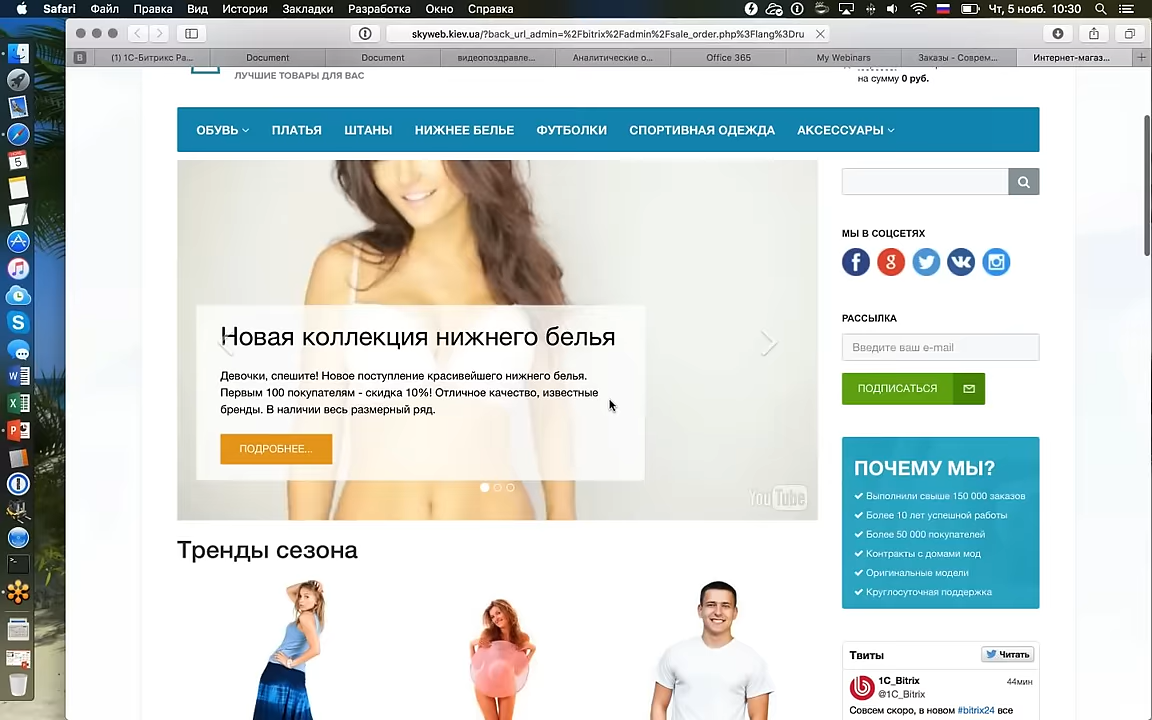 Safari Файл Правка Вид История Закладки Разработка Окно Справка Чт, 5 нояб. 10:30
skyweb.kiev.ua/?back_url_admin=%2Fbitrix%2Fadmin%2Fsale_order.php%3Flang%3Dru
(1) 1С-Битрикс Ра... Document Document видеопоздравле... Аналитические о... Office 365 My Webinars Заказы - Соврем... Интернет-магаз...
ЛУЧШИЕ ТОВАРЫ ДЛЯ ВАС
на сумму 0 руб.
ОБУВЬ ПЛАТЬЯ ШТАНЫ НИЖНЕЕ БЕЛЬЕ ФУТБОЛКИ СПОРТИВНАЯ ОДЕЖДА АКСЕССУАРЫ
МЫ В СОЦСЕТЯХ
РАССЫЛКА
Введите ваш e-mail
ПОДПИСАТЬСЯ
Новая коллекция нижнего белья
Девочки, спешите! Новое поступление красивейшего нижнего белья.
Первым 100 покупателям - скидка 10%! Отличное качество, известные
бренды. В наличии весь размерный ряд.
ПОДРОБНЕЕ...
YouTube
ПОЧЕМУ МЫ?
Выполнили свыше 150 000 заказов
Более 10 лет успешной работы
Более 50 000 покупателей
Контракты с домами мод
Оригинальные модели
Круглосуточная поддержка
Тренды сезона
Твиты
Читать
1C_Bitrix 44мин
@1C_Bitrix
Совсем скоро, в новом #bitrix24 все